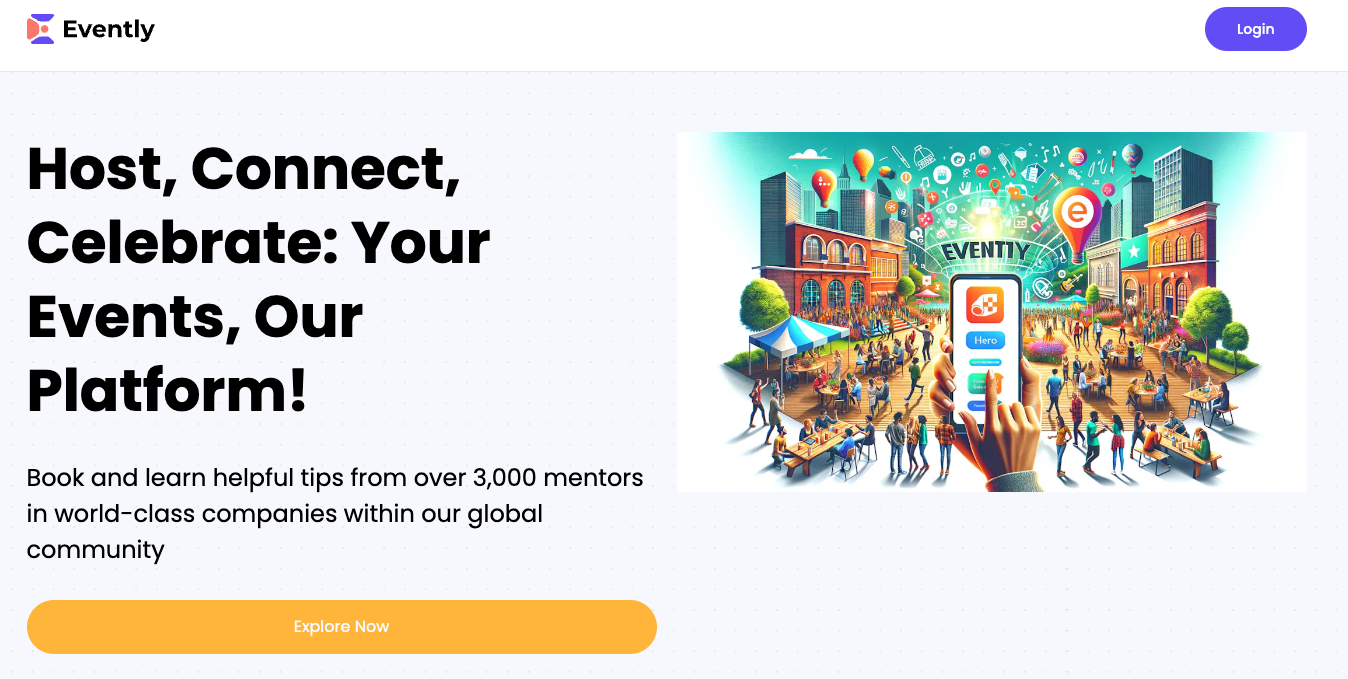 Evently
Login
Host, Connect,
Celebrate: Your
Events, Our
Platform!
Book and learn helpful tips from over 3,000 mentors
in world-class companies within our global
community
Explore Now
e
Hero